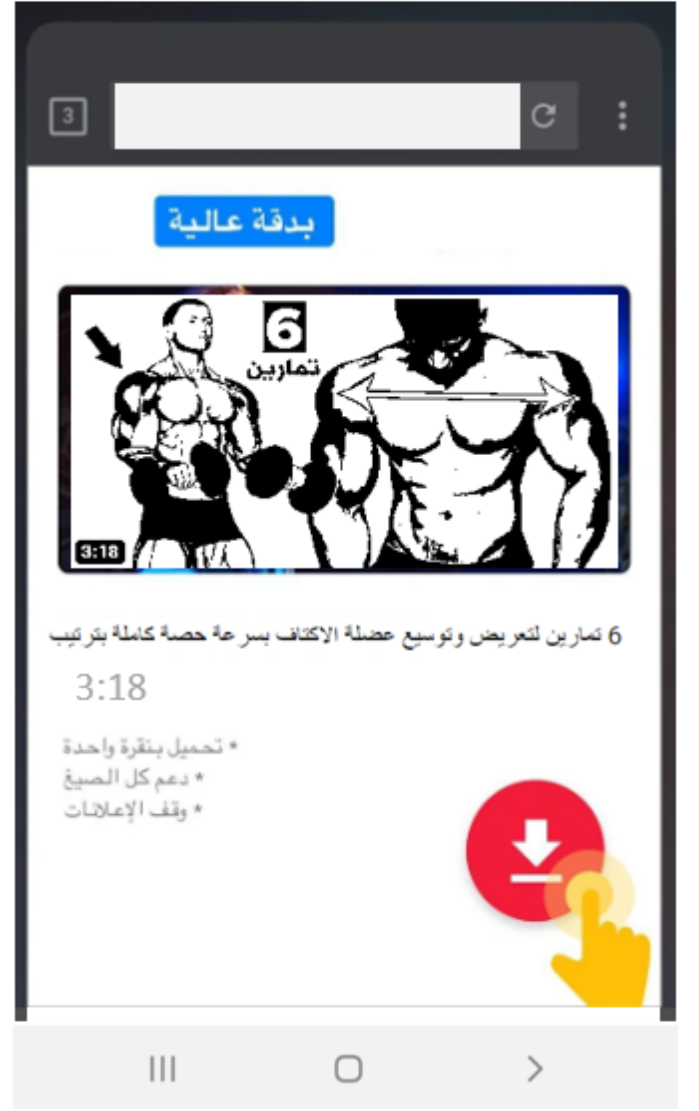 3
بدقة عالية
6
تمارين
3:18
6 تمارين لتعريض وتوسيع عضلة الاكتاف بسرعة حصة كاملة بترتيب
3:18
* تحميل بنقرة واحدة
* دعم كل الصيغ
* وقف الإعلانات